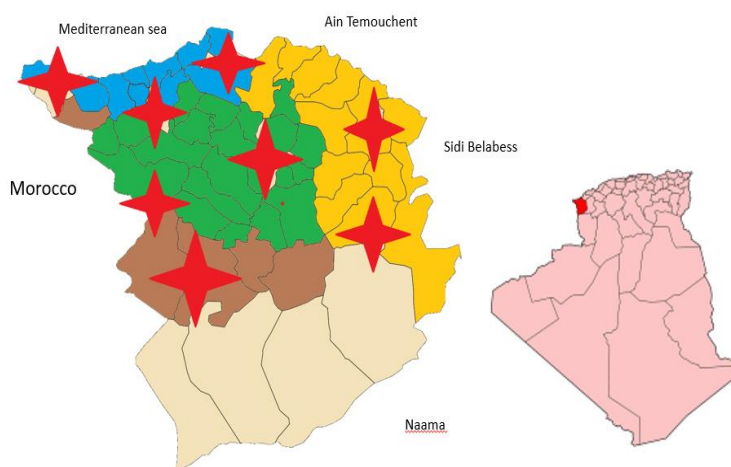 Mediterranean sea
Ain Temouchent
Sidi Belabess
Morocco
Naama